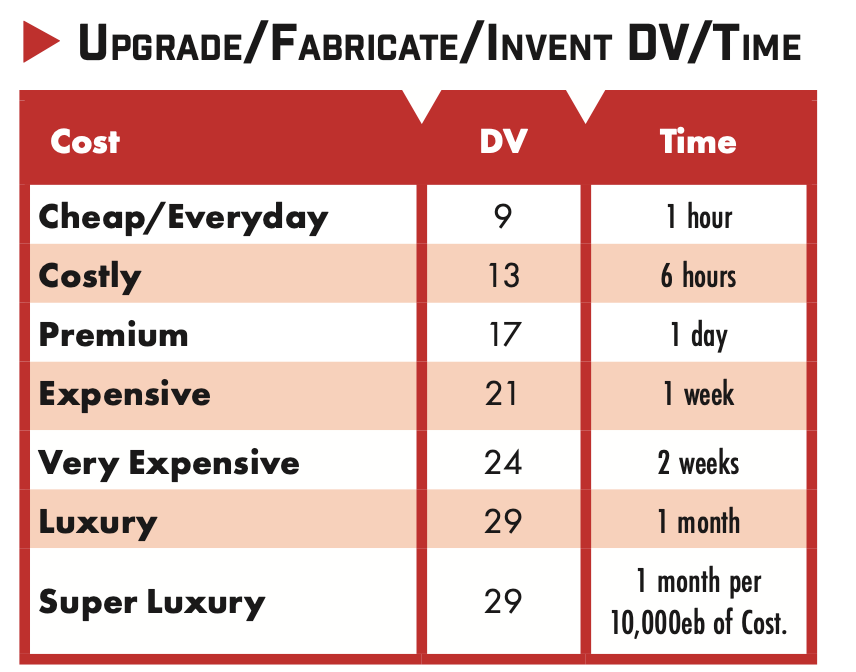 Upgrade/Fabricate/Invent DV/Time
Cost DV Time
Cheap/Everyday 9 1 hour
Costly 13 6 hours
Premium 17 1 day
Expensive 21 1 week
Very Expensive 24 2 weeks
Luxury 29 1 month
Super Luxury 29 1 month per
10,000eb of Cost.